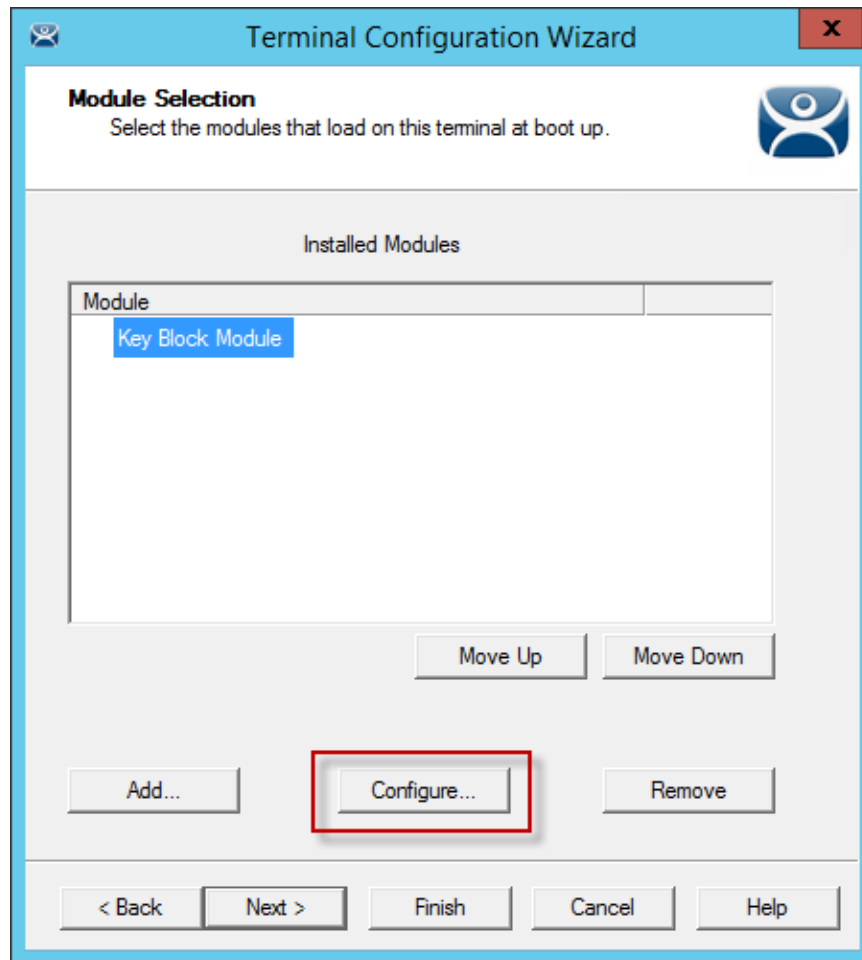 Terminal Configuration Wizard
x
Module Selection
Select the modules that load on this terminal at boot up.
Installed Modules
Module
Key Block Module
Move Up Move Down
Add... Configure... Remove
< Back Next > Finish Cancel Help